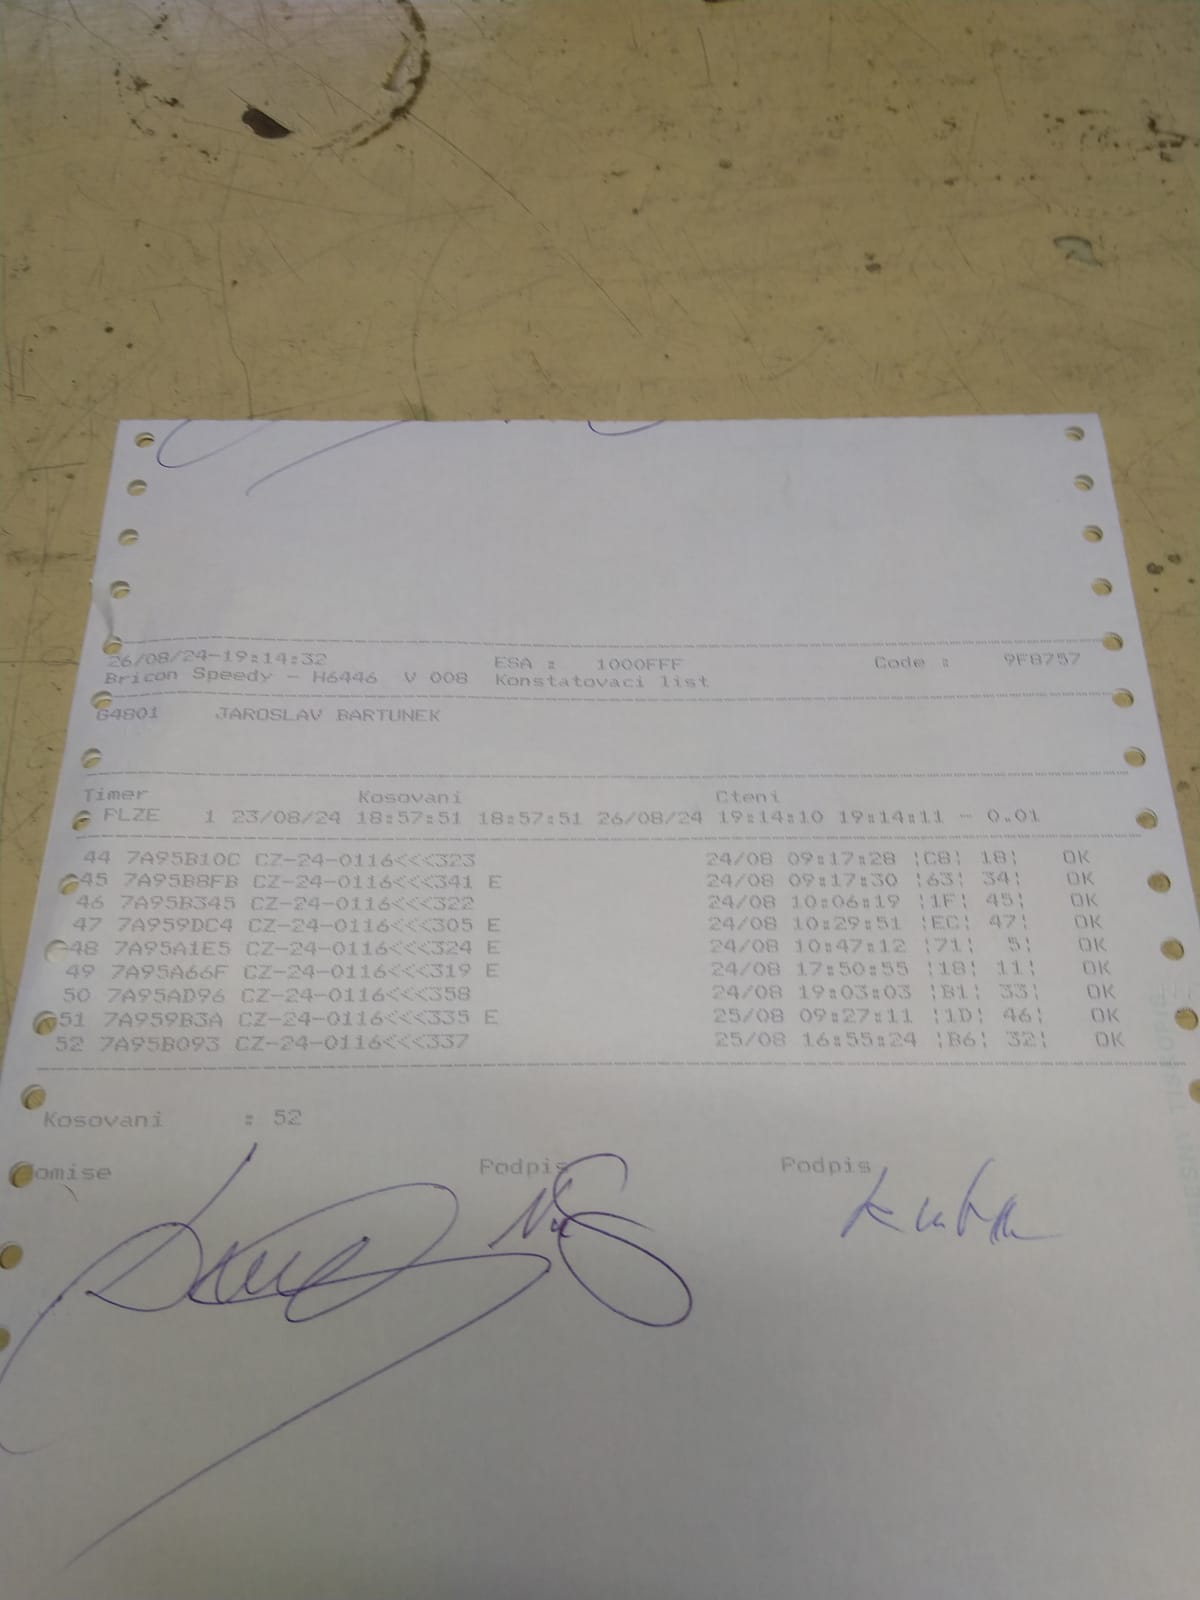 26/08/24-19:14:32 ESA : 1000FFF Code : 9F8757
Bricon Speedy - H6446 V 008 Konstatovaci list
64801 JAROSLAV BARTUNEK
Timer Kosovani Cteni
PLZE 1 23/08/24 18:57:51 18:57:51 26/08/24 19:14:10 19:14:11 - 0.01
44 7A95B10C CZ-24-0116<<<323 24/08 09:17:28 ¦C8¦ 18¦ OK
45 7A95B8FB CZ-24-0116<<<341 E 24/08 09:17:30 ¦63¦ 34¦ OK
46 7A95B345 CZ-24-0116<<<322 24/08 10:06:19 ¦1F¦ 45¦ OK
47 7A959DC4 CZ-24-0116<<<305 E 24/08 10:29:51 ¦EC¦ 47¦ OK
48 7A95A1E5 CZ-24-0116<<<324 E 24/08 10:47:12 ¦71¦ 5¦ OK
49 7A95A66F CZ-24-0116<<<319 E 24/08 17:50:55 ¦18¦ 11¦ OK
50 7A95AD96 CZ-24-0116<<<358 24/08 19:03:03 ¦B1¦ 33¦ OK
51 7A959B3A CZ-24-0116<<<335 E 25/08 09:27:11 ¦1D¦ 46¦ OK
52 7A95B093 CZ-24-0116<<<337 25/08 16:55:24 ¦B6¦ 32¦ OK
Kosovani : 52
omise Podpis Podpis
Kuba